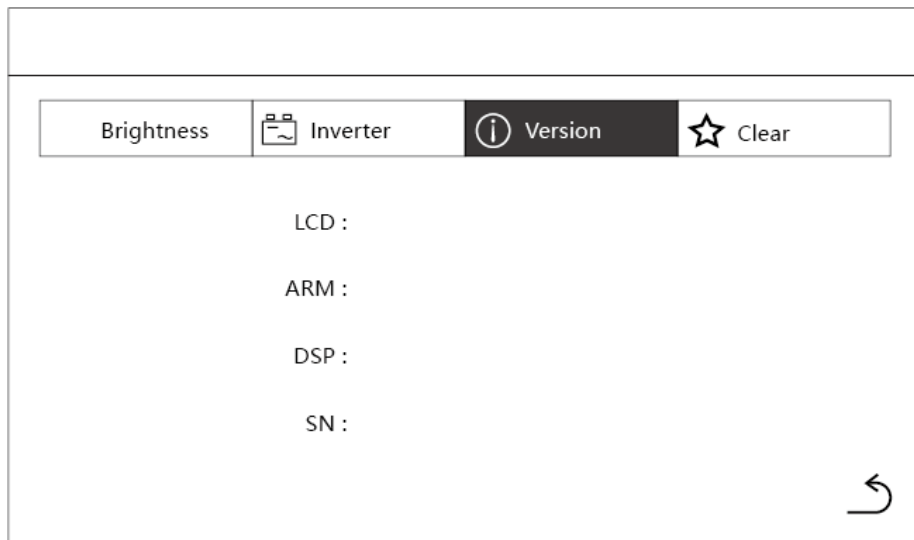 Brightness Inverter Version Clear
LCD :
ARM :
DSP :
SN :